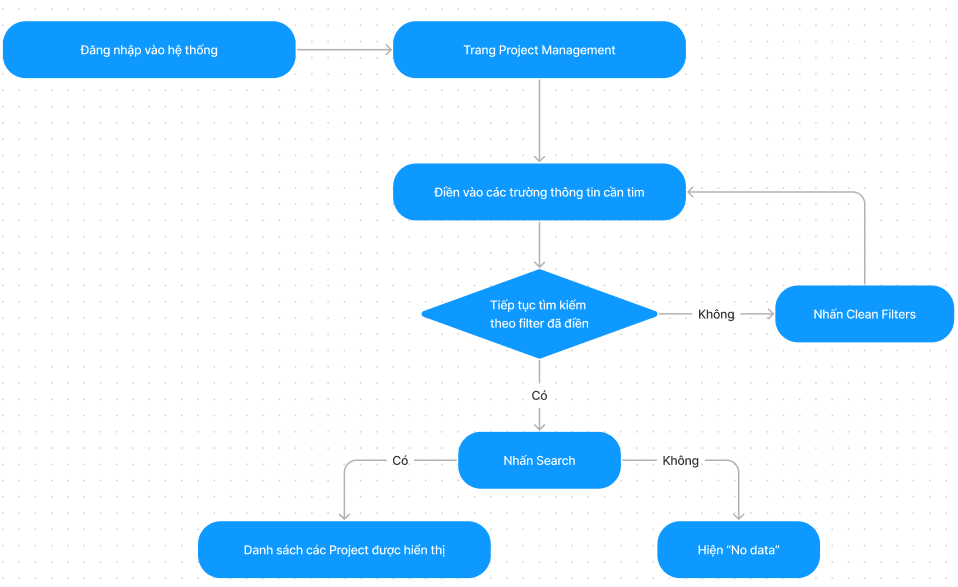 Đăng nhập vào hệ thống
Trang Project Management
Điền vào các trường thông tin cần tìm
Tiếp tục tìm kiếm
theo filter đã điền
Không
Nhấn Clean Filters
Có
Nhấn Search
Có
Không
Danh sách các Project được hiển thị
Hiện “No data”